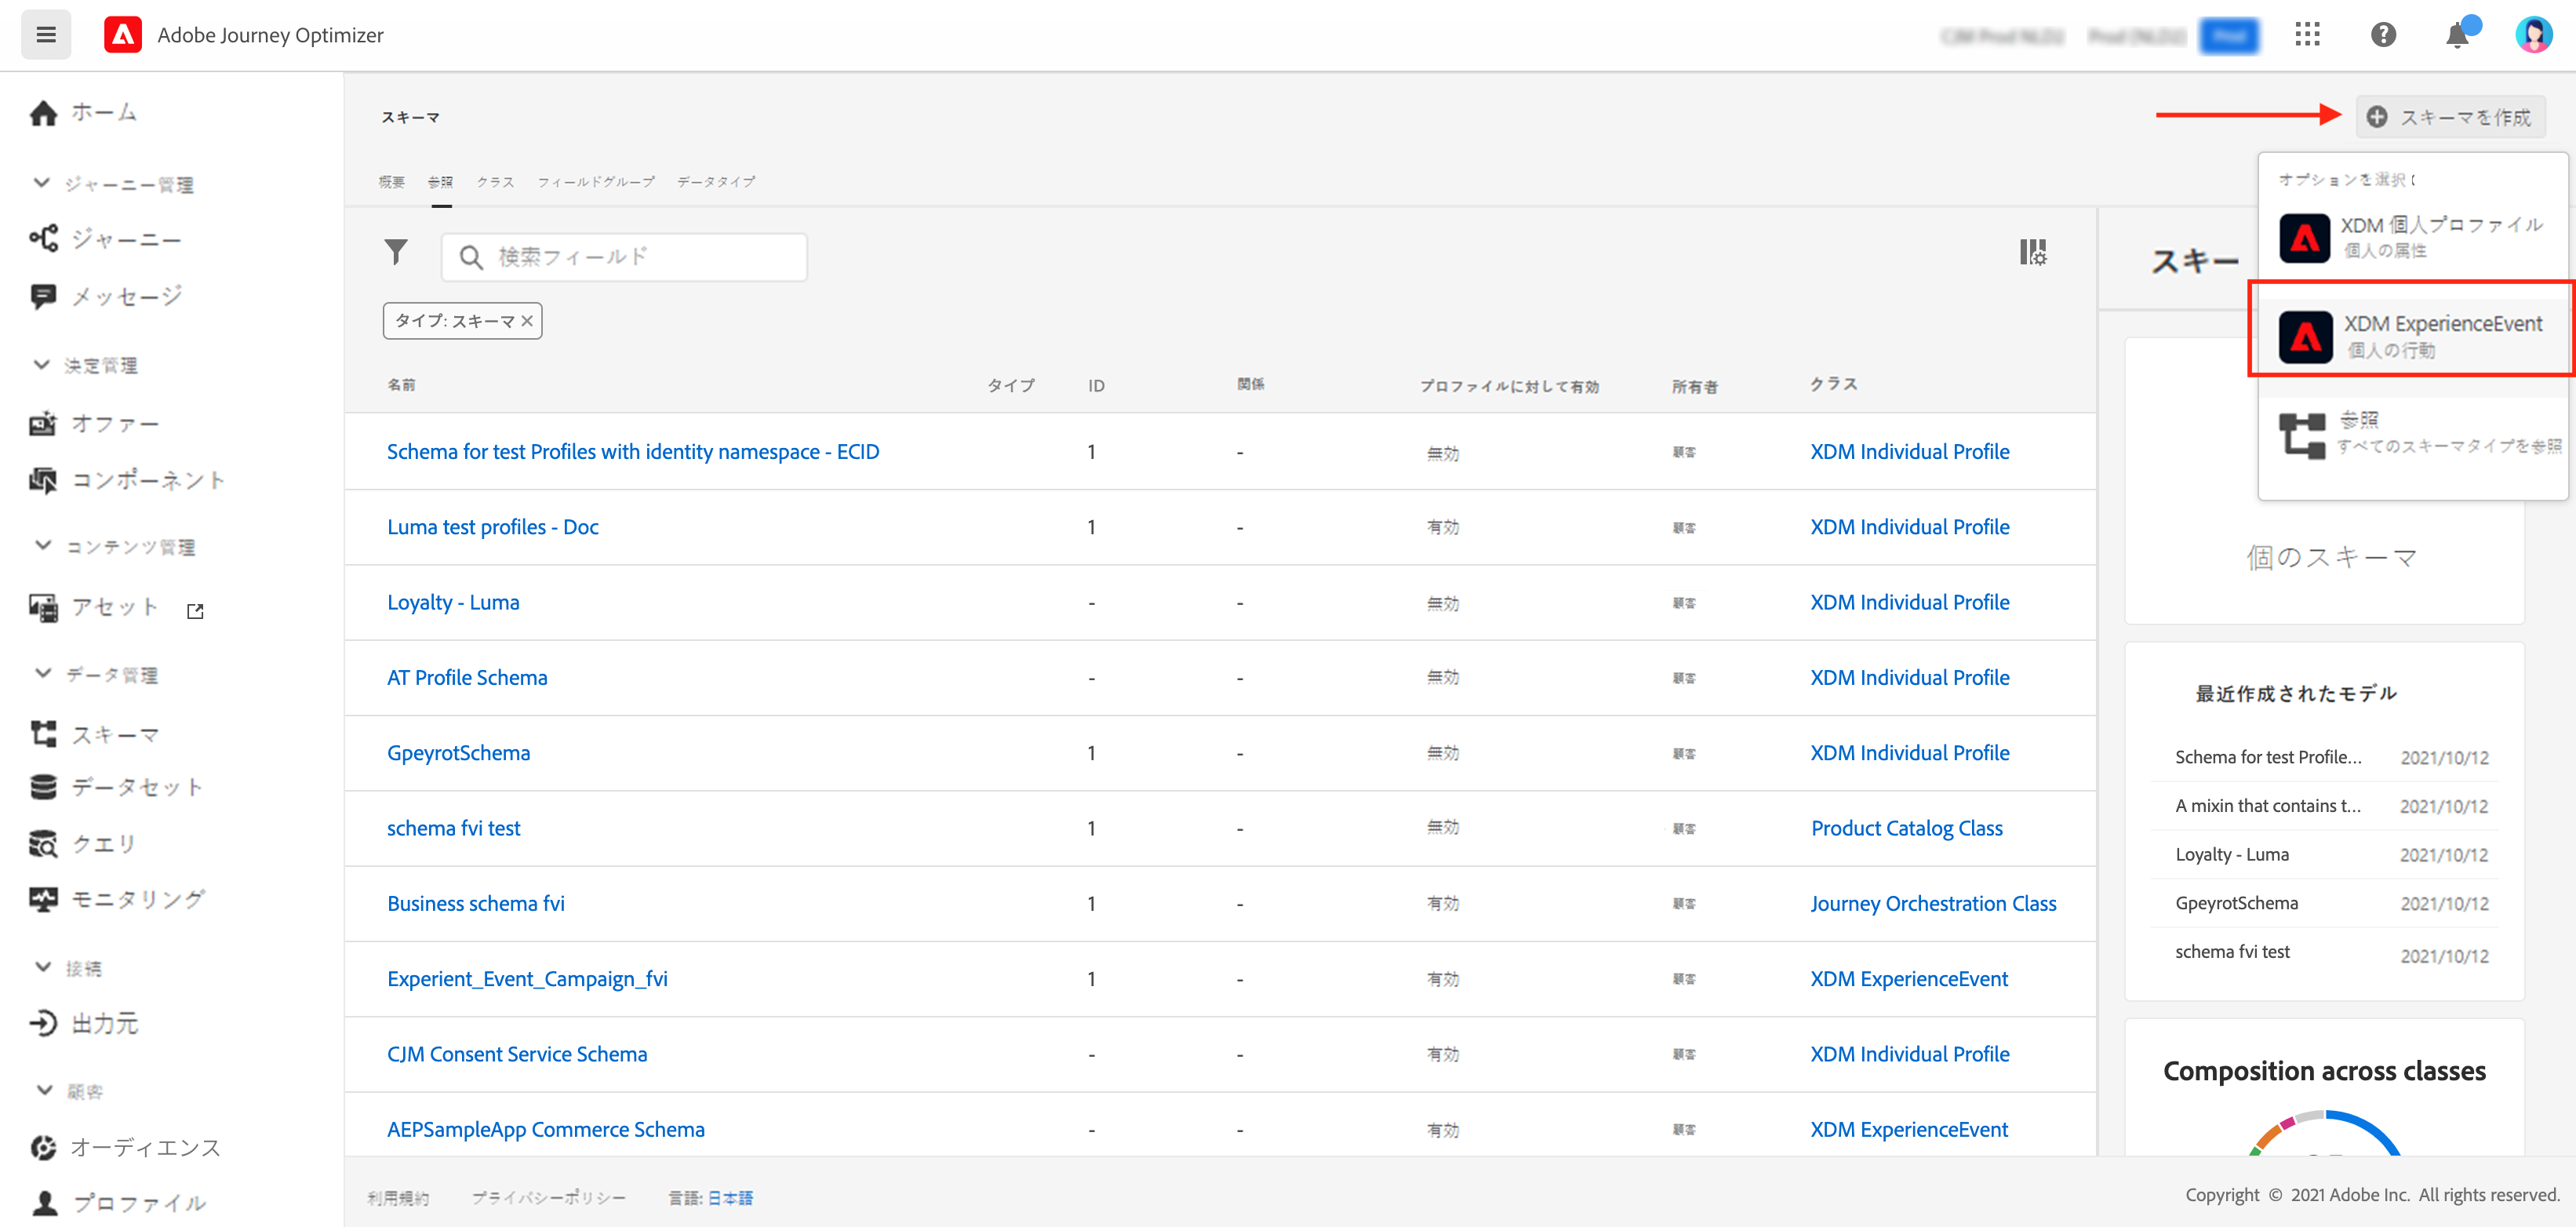 Adobe Journey Optimizer
ホーム
ジャーニー管理
ジャーニー
メッセージ
決定管理
オファー
コンポーネント
コンテンツ管理
アセット
データ管理
スキーマ
データセット
クエリ
モニタリング
接続
出力元
顧客
オーディエンス
プロファイル
スキーマ
スキーマを作成
概要 参照 クラス フィールドグループ データタイプ
検索フィールド
タイプ: スキーマ ×
名前 タイプ ID 関係 プロファイルに対して有効 所有者 クラス
Schema for test Profiles with identity namespace - ECID 1 - 無効 顧客 XDM Individual Profile
Luma test profiles - Doc 1 - 有効 顧客 XDM Individual Profile
Loyalty - Luma - - 無効 顧客 XDM Individual Profile
AT Profile Schema - - 無効 顧客 XDM Individual Profile
GpeyrotSchema 1 - 無効 顧客 XDM Individual Profile
schema fvi test 1 - 無効 顧客 Product Catalog Class
Business schema fvi 1 - 有効 顧客 Journey Orchestration Class
Experient_Event_Campaign_fvi 1 - 有効 顧客 XDM ExperienceEvent
CJM Consent Service Schema - - 有効 顧客 XDM Individual Profile
AEPSampleApp Commerce Schema - - 有効 顧客 XDM ExperienceEvent
オプションを選択
XDM 個人プロファイル
個人の属性
XDM ExperienceEvent
個人の行動
参照
すべてのスキーマタイプを参照
スキー
個のスキーマ
最近作成されたモデル
Schema for test Profile... 2021/10/12
A mixin that contains t... 2021/10/12
Loyalty - Luma 2021/10/12
GpeyrotSchema 2021/10/12
schema fvi test 2021/10/12
Composition across classes
利用規約 プライバシーポリシー 言語: 日本語
Copyright © 2021 Adobe Inc. All rights reserved.